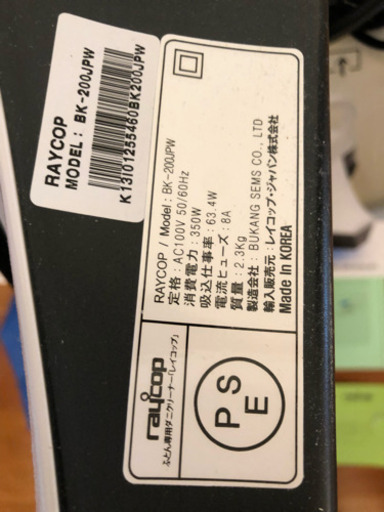 RAYCOP
MODEL : BK-200JPW
K13I01255460BK200JPW
RAYCOP / Model : BK-200JPW
定格 : AC100V 50/60Hz
消費電力 : 350W
吸込仕事率 : 63.4W
電流ヒューズ : 8A
質量 : 2.3Kg
製造会社 : BUKANG SEMS CO., LTD
輸入販売元 : レイコップ・ジャパン株式会社
Made in KOREA
raycop
ふとん専用ダニクリーナー「レイコップ」
PSE